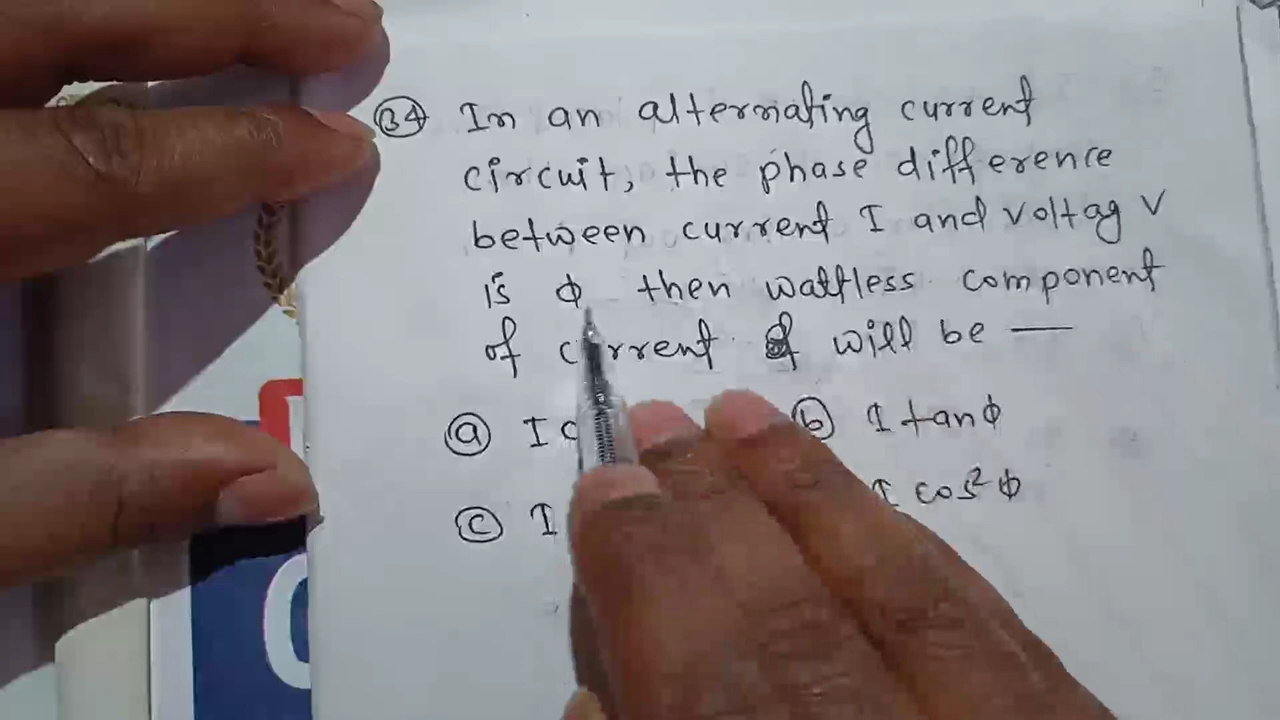 34 In an alternating current
circuit, the phase difference
between current I and voltag V
is ϕ then wattless component
of current will be —
a I b I tanϕ
c I I cos²ϕ